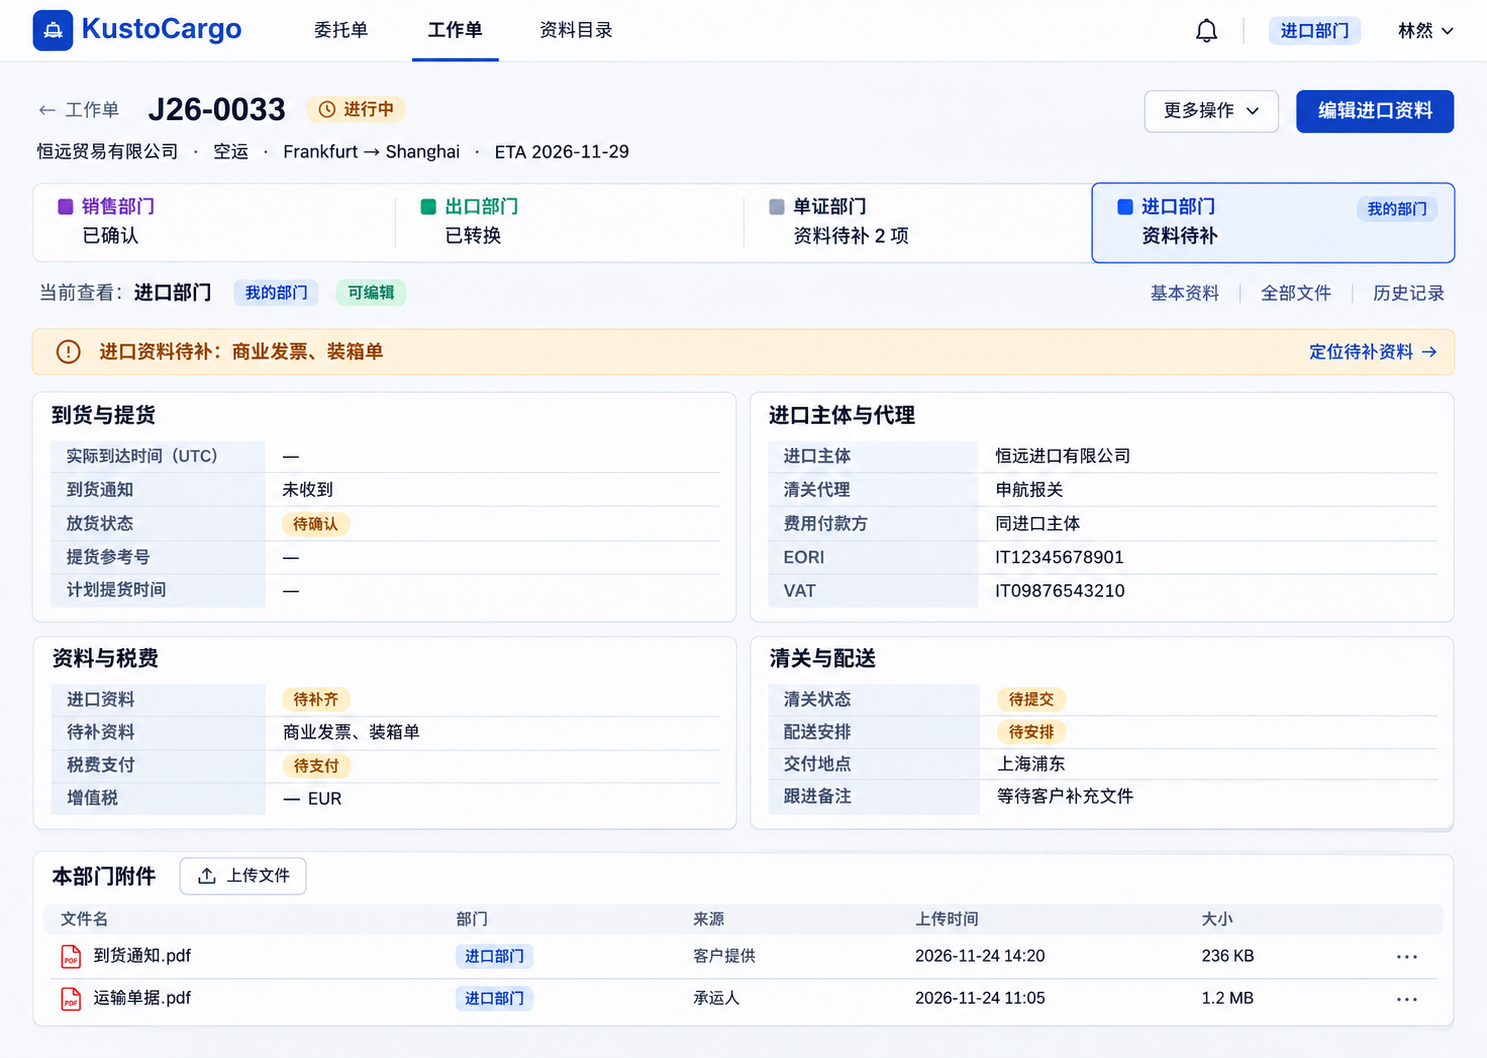 KustoCargo 委托单 工作单 资料目录 进口部门 林然
← 工作单 J26-0033 进行中 更多操作 编辑进口资料
恒远贸易有限公司 · 空运 · Frankfurt → Shanghai · ETA 2026-11-29
销售部门 出口部门 单证部门 进口部门 我的部门
已确认 已转换 资料待补 2 项 资料待补
当前查看：进口部门 我的部门 可编辑 基本资料 全部文件 历史记录
进口资料待补：商业发票、装箱单 定位待补资料 →
到货与提货
实际到达时间（UTC） —
到货通知 未收到
放货状态 待确认
提货参考号 —
计划提货时间 —
进口主体与代理
进口主体 恒远进口有限公司
清关代理 申航报关
费用付款方 同进口主体
EORI IT12345678901
VAT IT09876543210
资料与税费
进口资料 待补齐
待补资料 商业发票、装箱单
税费支付 待支付
增值税 — EUR
清关与配送
清关状态 待提交
配送安排 待安排
交付地点 上海浦东
跟进备注 等待客户补充文件
本部门附件 上传文件
文件名 部门 来源 上传时间 大小
PDF 到货通知.pdf 进口部门 客户提供 2026-11-24 14:20 236 KB ···
PDF 运输单据.pdf 进口部门 承运人 2026-11-24 11:05 1.2 MB ···